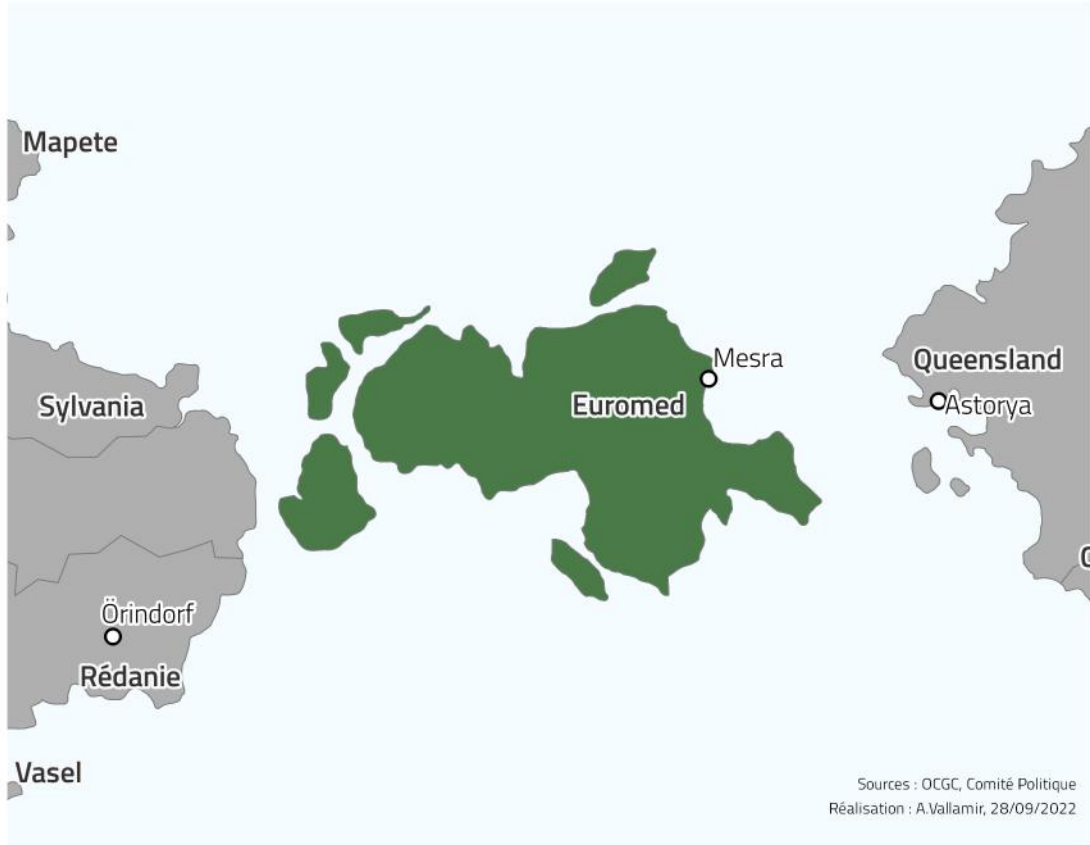 Mapete
Mesra
Queensland
Sylvania
Euromed
Astorya
Örindorf
Rédanie
Vasel
Sources : OCGC, Comité Politique
Réalisation : A.Vallamir, 28/09/2022